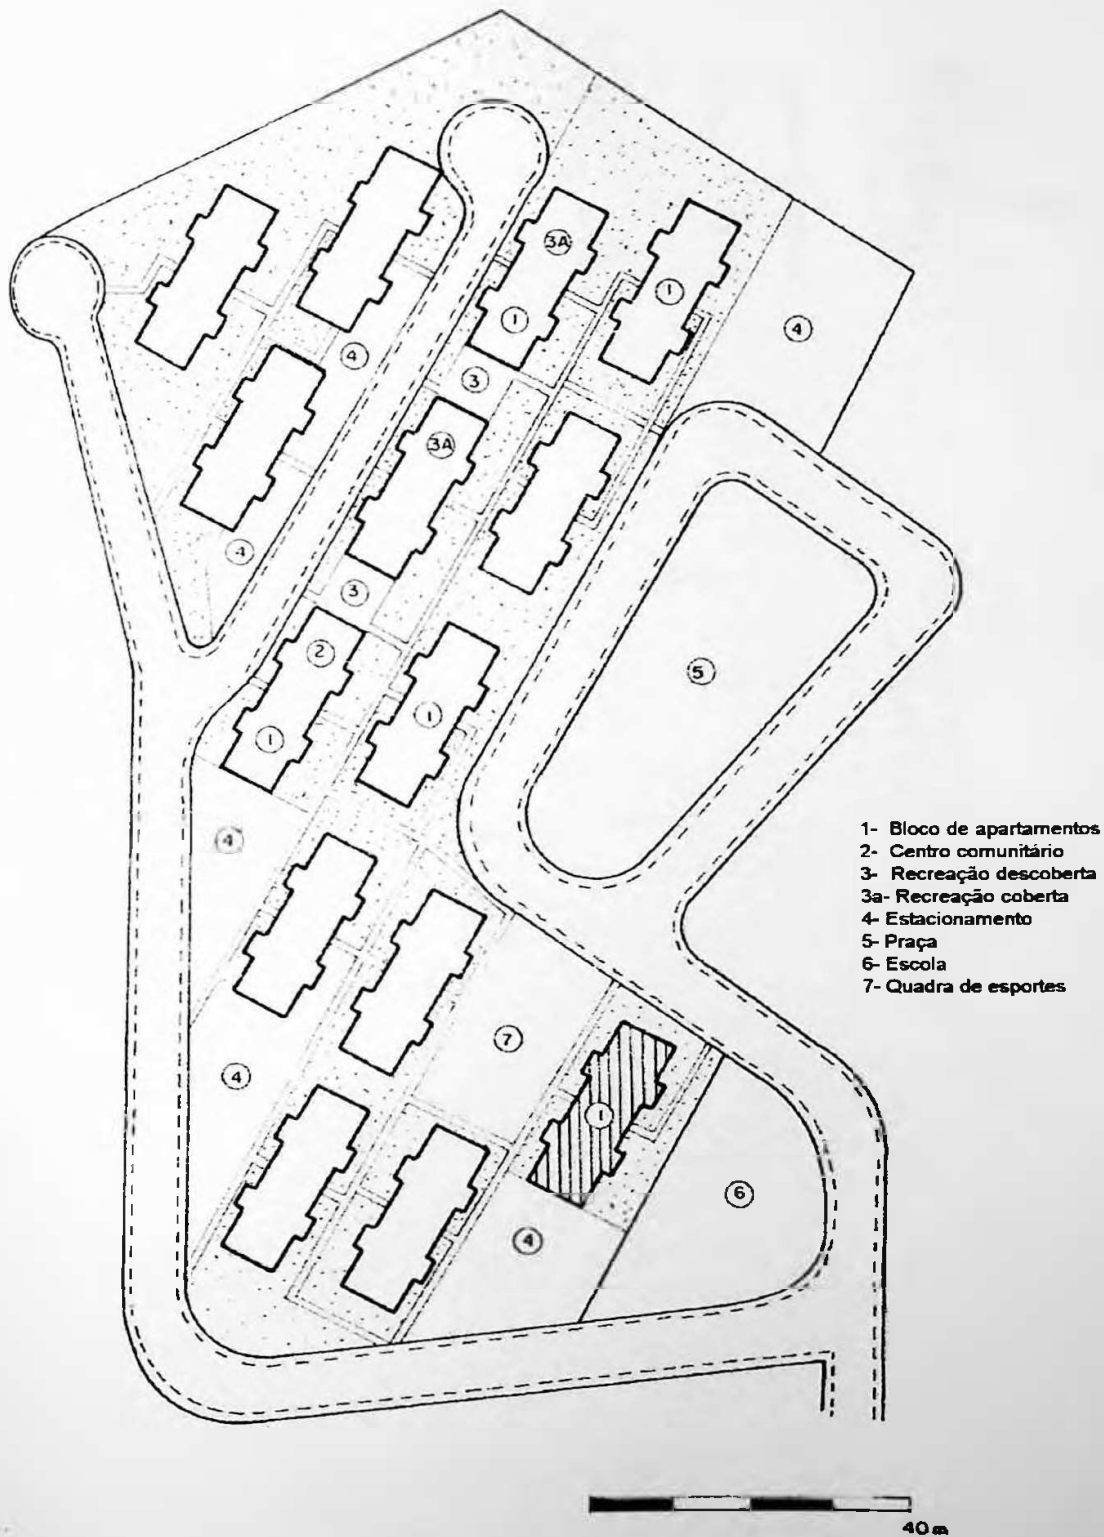 3A
1
1
4
4
3
3A
4
3
2
5
1
1
4
1- Bloco de apartamentos
2- Centro comunitário
3- Recreação descoberta
3a- Recreação coberta
4- Estacionamento
5- Praça
6- Escola
7- Quadra de esportes
7
4
1
6
4
40m